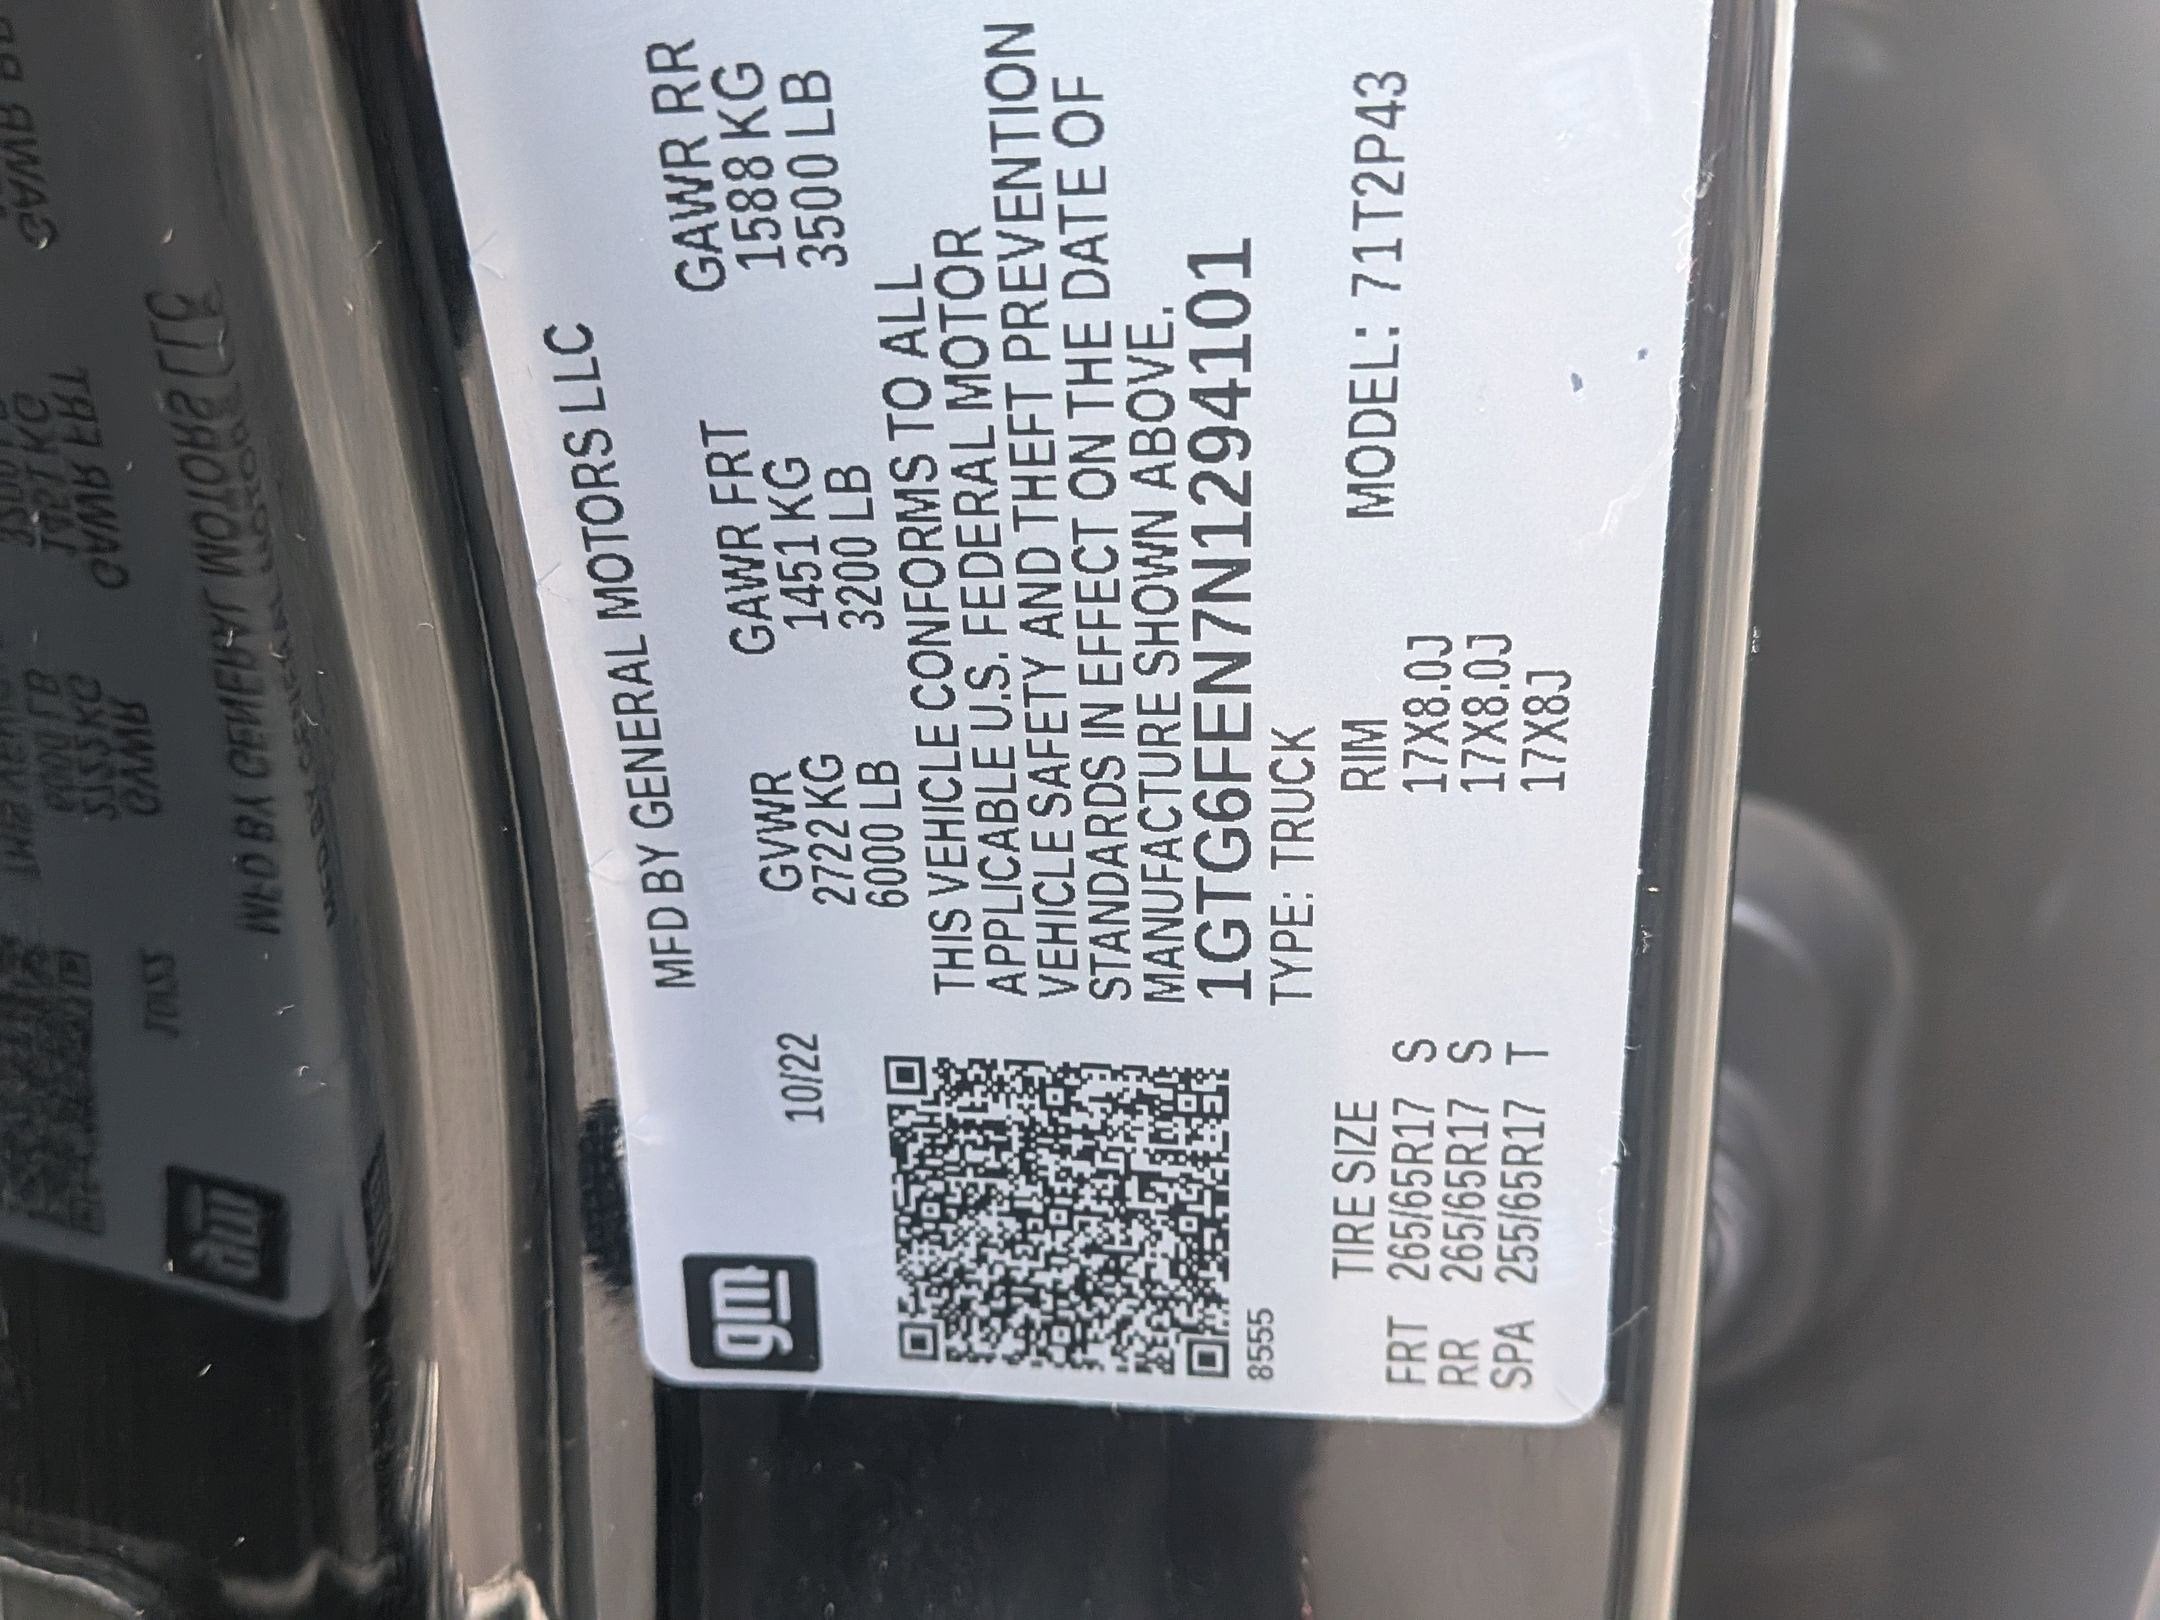 gm
MFD BY GENERAL MOTORS LLC
10/22
GVWR GAWR FRT GAWR RR
2722 KG 1451 KG 1588 KG
6000 LB 3200 LB 3500 LB
THIS VEHICLE CONFORMS TO ALL
APPLICABLE U.S. FEDERAL MOTOR
VEHICLE SAFETY AND THEFT PREVENTION
STANDARDS IN EFFECT ON THE DATE OF
MANUFACTURE SHOWN ABOVE.
1GTG6FEN7N1294101
8555
TYPE: TRUCK
TIRE SIZE RIM MODEL: 71T2P43
FRT 265/65R17 S 17X8.0J
RR 265/65R17 S 17X8.0J
SPA 255/65R17 T 17X8J